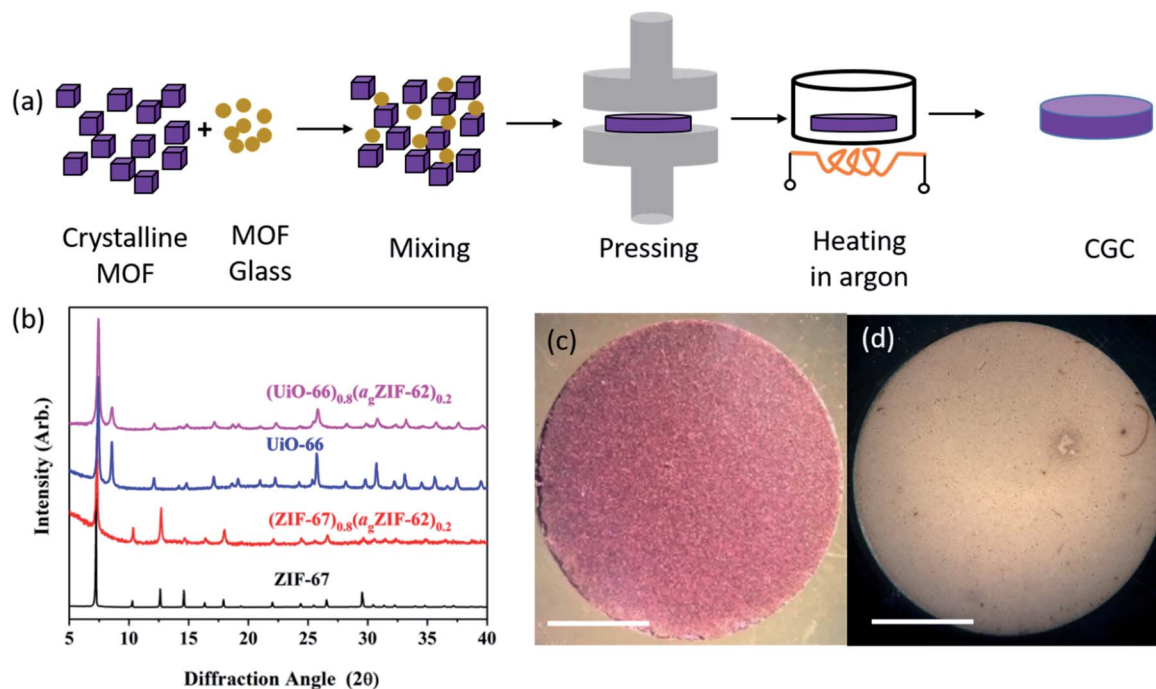 (a)
+
Crystalline
MOF
MOF
Glass
Mixing
Pressing
Heating
in argon
CGC
(b)
Intensity (Arb.)
(UiO-66)0.8(agZIF-62)0.2
UiO-66
(ZIF-67)0.8(agZIF-62)0.2
ZIF-67
5 10 15 20 25 30 35 40
Diffraction Angle (2θ)
(c)
(d)